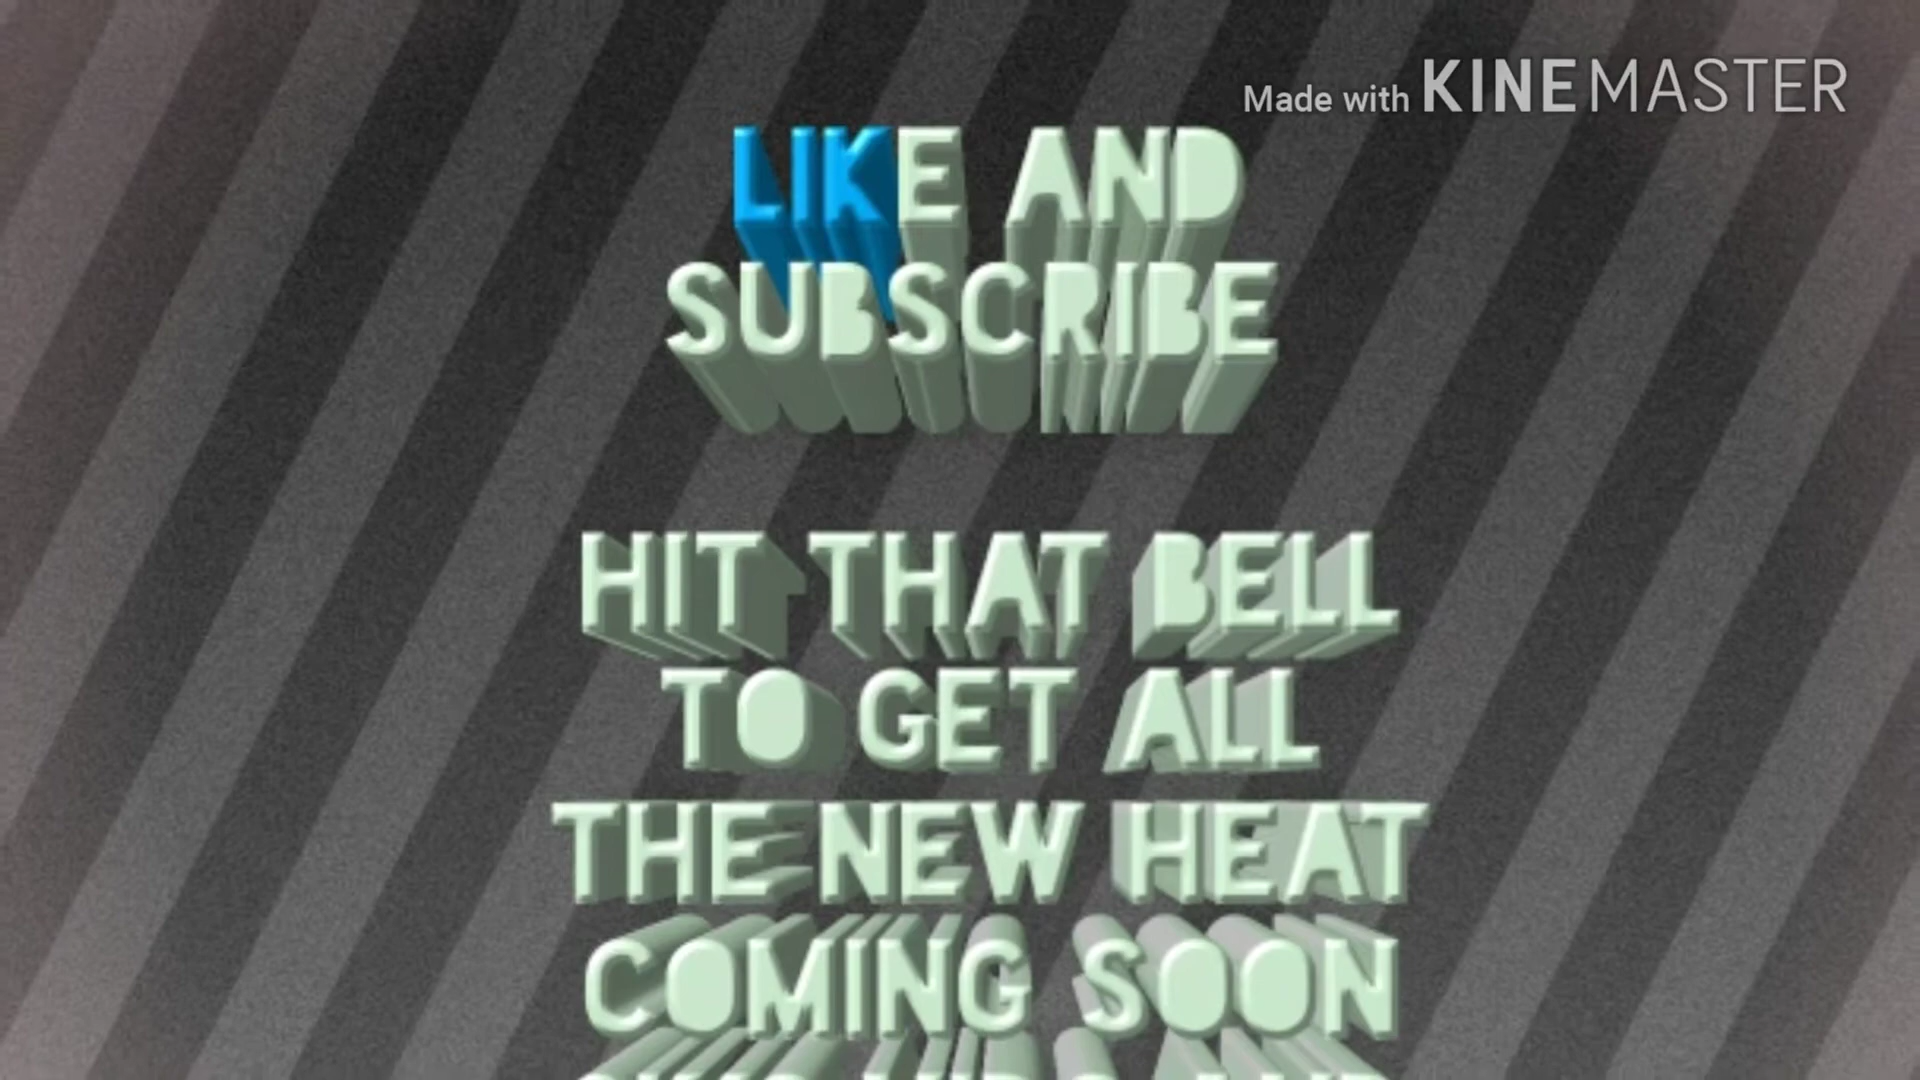 Made with KINEMASTER
LIKE AND
SUBSCRIBE
HIT THAT BELL
TO GET ALL
THE NEW HEAT
COMING SOON